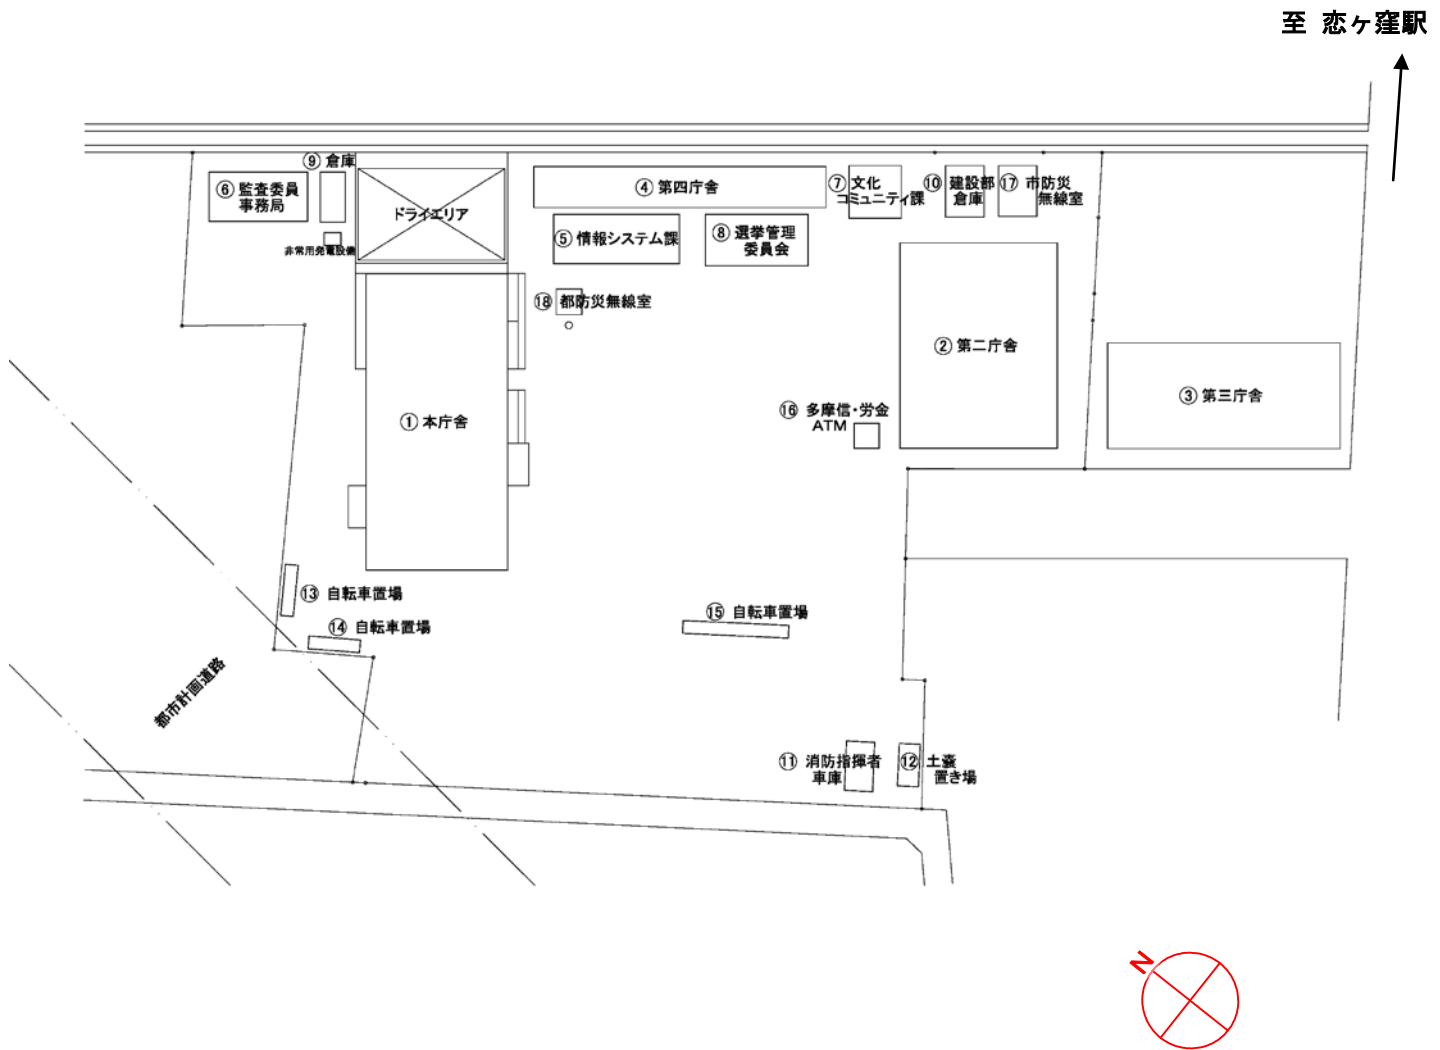 至 恋ヶ窪駅
⑨ 倉庫
⑥ 監査委員
事務局
ドライエリア
非常用発電設備
④ 第四庁舎
⑤ 情報システム課
⑧ 選挙管理
委員会
⑦ 文化
コミュニティ課
⑩ 建設部
倉庫
⑰ 市防災
無線室
⑱ 都防災無線室
② 第二庁舎
③ 第三庁舎
① 本庁舎
⑯ 多摩信・労金
ATM
⑬ 自転車置場
⑭ 自転車置場
⑮ 自転車置場
都市計画道路
⑪ 消防指揮者
車庫
⑫ 土嚢
置き場
N